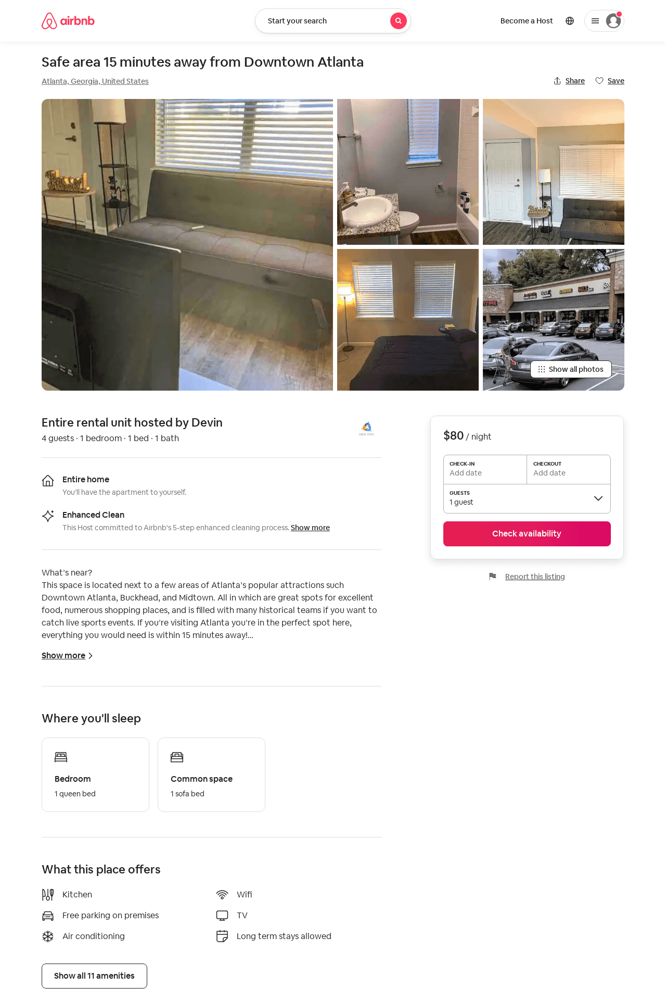 airbnb
Start your search
Become a Host
Safe area 15 minutes away from Downtown Atlanta
Atlanta, Georgia, United States
Share
Save
NAILS
Show all photos
Entire rental unit hosted by Devin
4 guests · 1 bedroom · 1 bed · 1 bath
GREAT STAYS
$80 / night
CHECK-IN
Add date
CHECKOUT
Add date
GUESTS
1 guest
Check availability
Report this listing
Entire home
You’ll have the apartment to yourself.
Enhanced Clean
This Host committed to Airbnb's 5-step enhanced cleaning process. Show more
What’s near?
This space is located next to a few areas of Atlanta’s popular attractions such
Downtown Atlanta, Buckhead, and Midtown. All in which are great spots for excellent
food, numerous shopping places, and is filled with many historical teams if you want to
catch live sports events. If you’re visiting Atlanta you’re in the perfect spot here,
everything you would need is within 15 minutes away!...
Show more
Where you'll sleep
Bedroom
1 queen bed
Common space
1 sofa bed
What this place offers
Kitchen
Wifi
Free parking on premises
TV
Air conditioning
Long term stays allowed
Show all 11 amenities